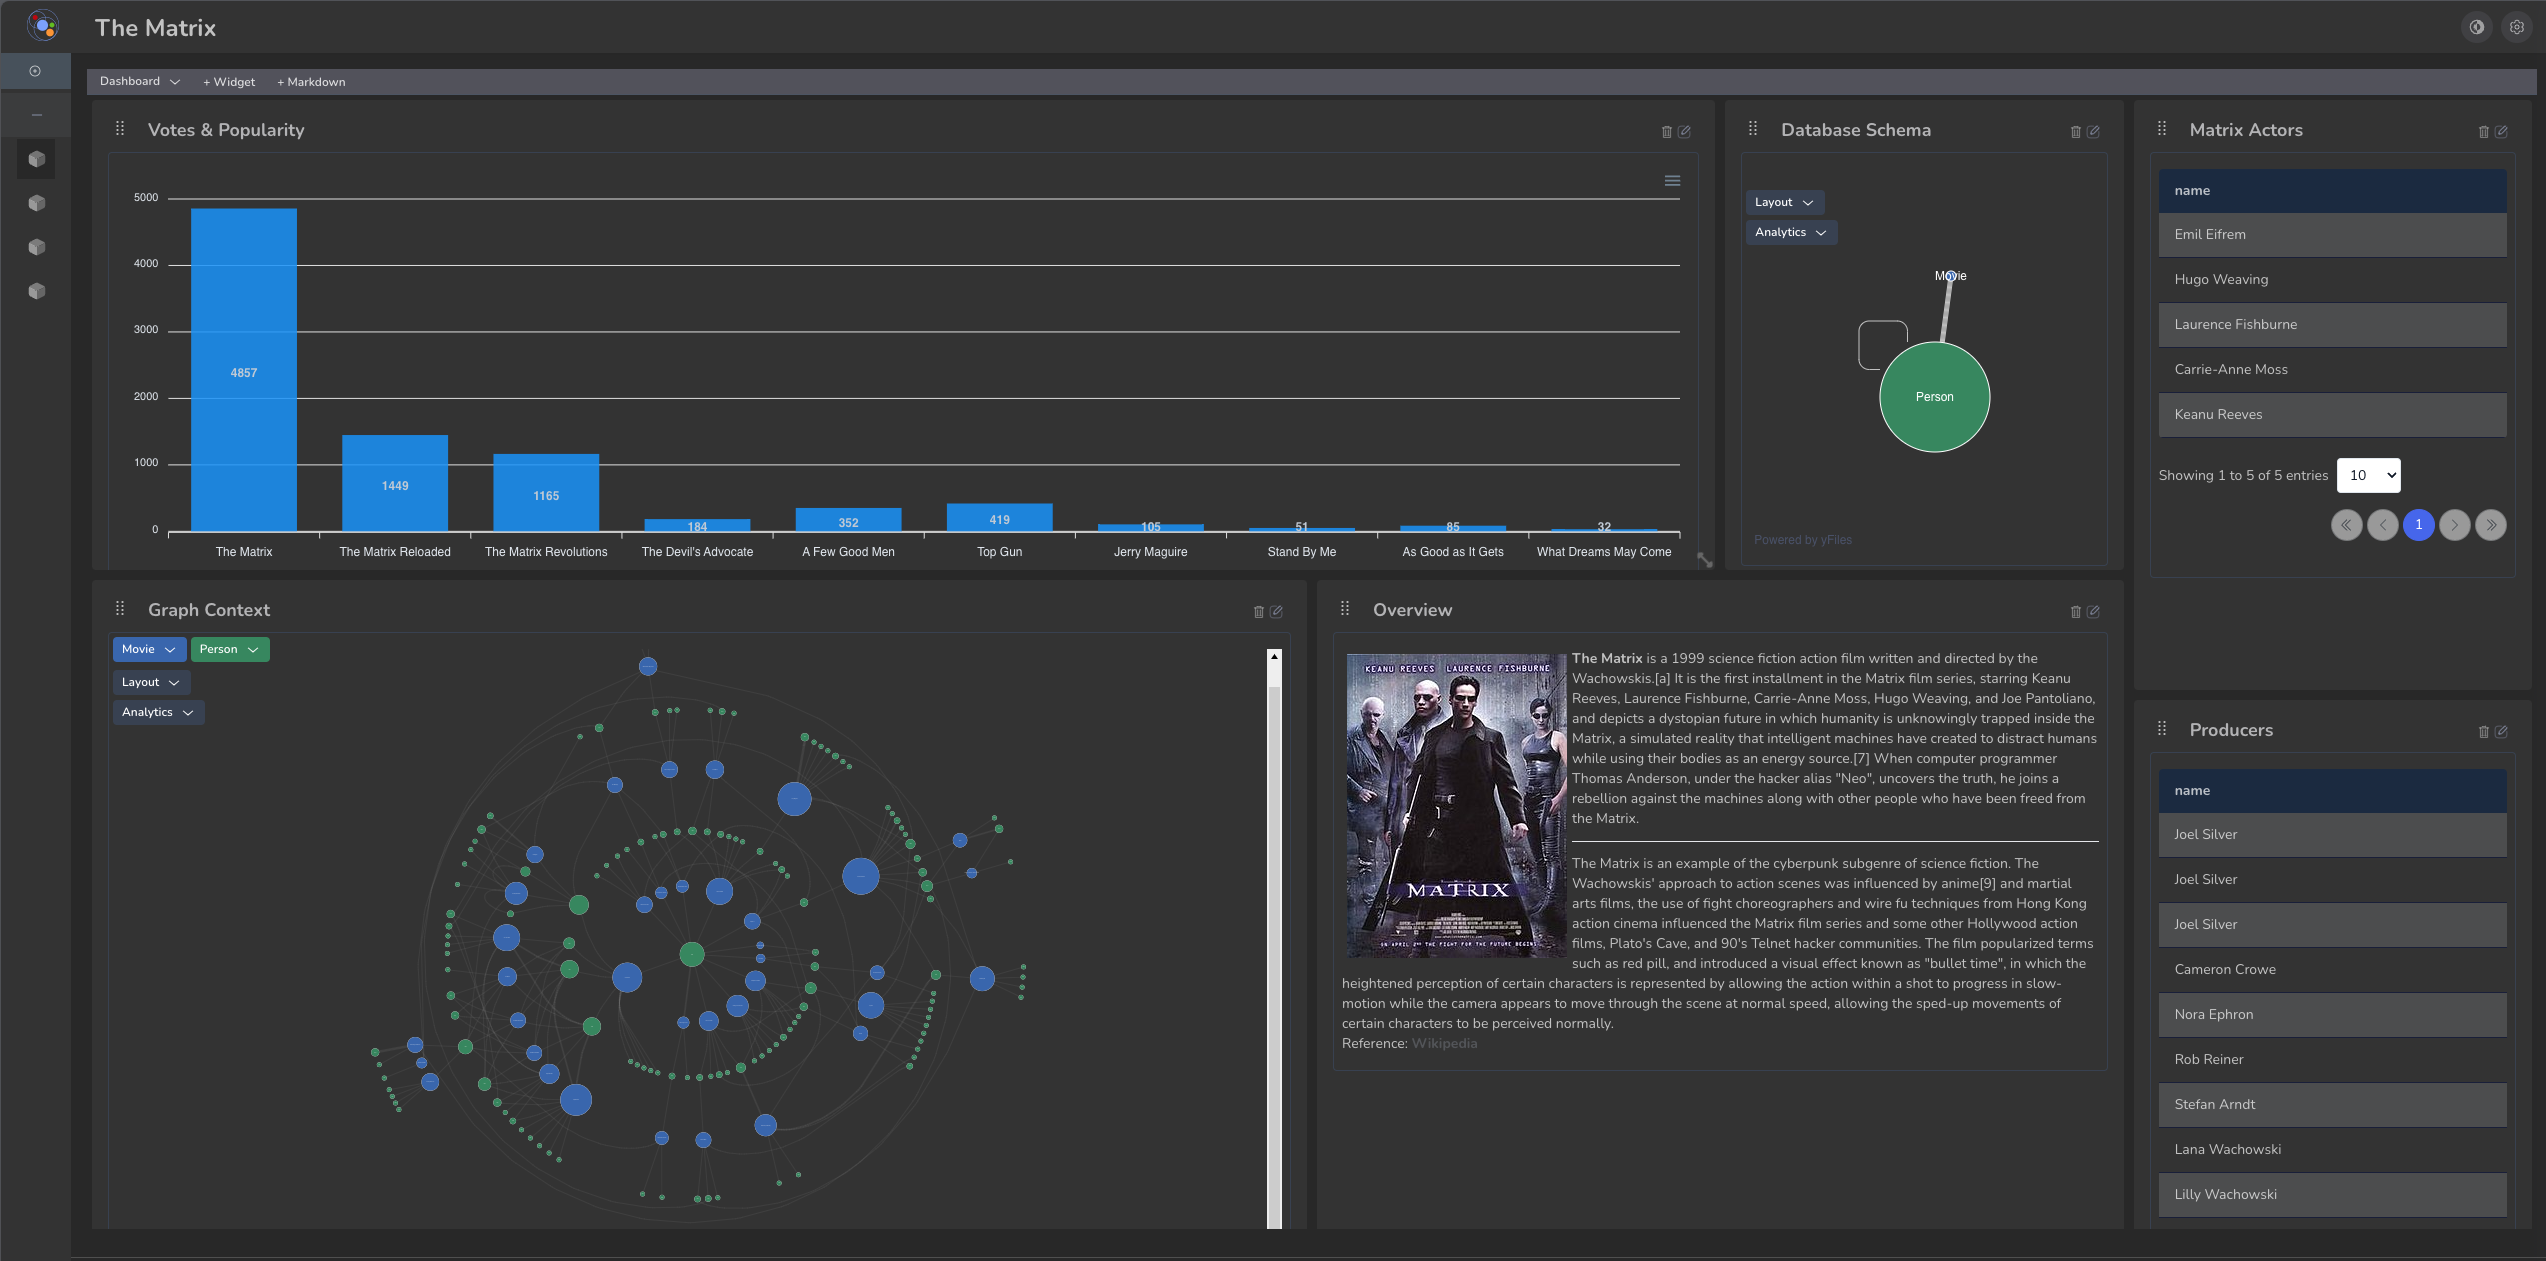 The Matrix
Dashboard
+ Widget
+ Markdown
Votes & Popularity
5000
4000
3000
2000
1000
0
4857
1449
1165
184
352
419
105
51
85
32
The Matrix
The Matrix Reloaded
The Matrix Revolutions
The Devil's Advocate
A Few Good Men
Top Gun
Jerry Maguire
Stand By Me
As Good as It Gets
What Dreams May Come
Database Schema
Layout
Analytics
Movie
Person
Powered by yFiles
Matrix Actors
name
Emil Eifrem
Hugo Weaving
Laurence Fishburne
Carrie-Anne Moss
Keanu Reeves
Showing 1 to 5 of 5 entries
10
1
Graph Context
Movie
Person
Layout
Analytics
Overview
KEANU REEVES LAURENCE FISHBURNE
MATRIX
ON APRIL 2ND THE FIGHT FOR THE FUTURE BEGINS
The Matrix is a 1999 science fiction action film written and directed by the
Wachowskis.[a] It is the first installment in the Matrix film series, starring Keanu
Reeves, Laurence Fishburne, Carrie-Anne Moss, Hugo Weaving, and Joe Pantoliano,
and depicts a dystopian future in which humanity is unknowingly trapped inside the
Matrix, a simulated reality that intelligent machines have created to distract humans
while using their bodies as an energy source.[7] When computer programmer
Thomas Anderson, under the hacker alias "Neo", uncovers the truth, he joins a
rebellion against the machines along with other people who have been freed from
the Matrix.
The Matrix is an example of the cyberpunk subgenre of science fiction. The
Wachowskis' approach to action scenes was influenced by anime[9] and martial
arts films, the use of fight choreographers and wire fu techniques from Hong Kong
action cinema influenced the Matrix film series and some other Hollywood action
films, Plato's Cave, and 90's Telnet hacker communities. The film popularized terms
such as red pill, and introduced a visual effect known as "bullet time", in which the
heightened perception of certain characters is represented by allowing the action within a shot to progress in slow-
motion while the camera appears to move through the scene at normal speed, allowing the sped-up movements of
certain characters to be perceived normally.
Reference: Wikipedia
Producers
name
Joel Silver
Joel Silver
Joel Silver
Cameron Crowe
Nora Ephron
Rob Reiner
Stefan Arndt
Lana Wachowski
Lilly Wachowski